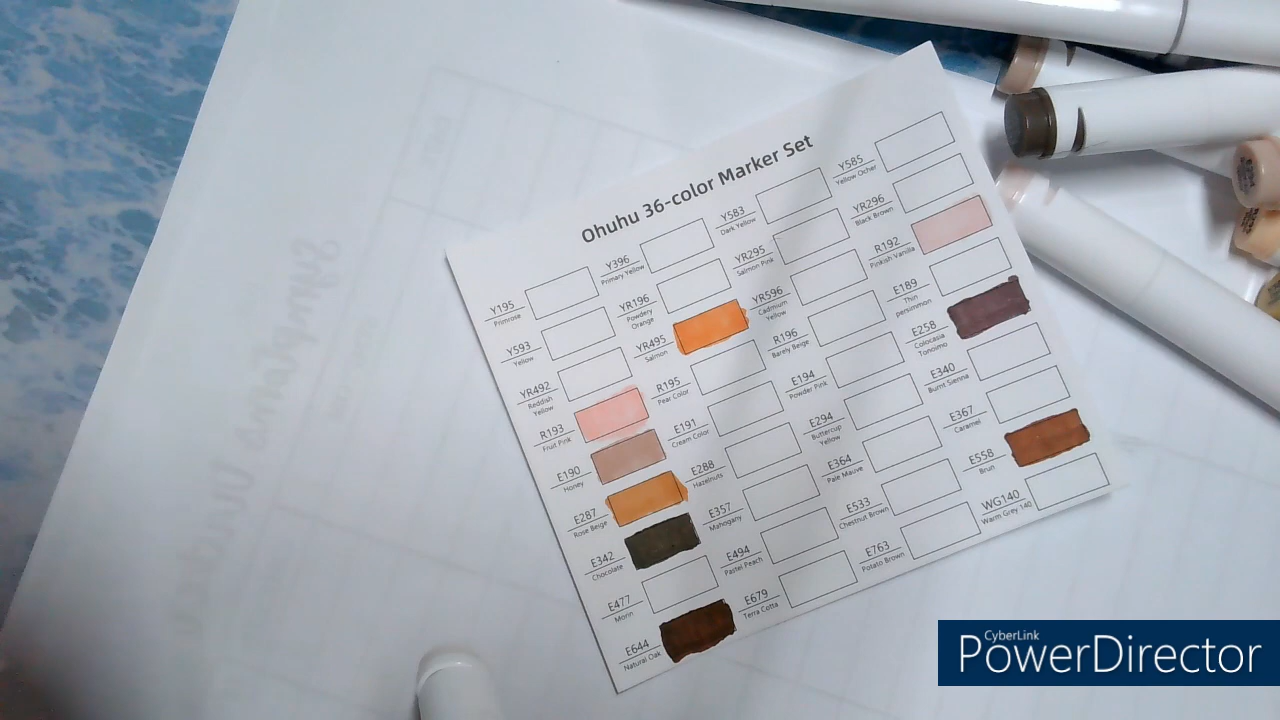 Ohuhu 36-color Marker Set
Y195
Primrose
Y396
Primary Yellow
Y583
Dark Yellow
Y585
Yellow Ocher
Y593
Yellow
YR196
Powdery
Orange
YR295
Salmon Pink
YR296
Black Brown
YR492
Reddish
Yellow
YR495
Salmon
YR596
Cadmium
Yellow
R192
Pinkish Vanilla
R193
Fruit Pink
R195
Pear Color
R196
Barely Beige
E189
Thin
persimmon
E190
Honey
E191
Cream Color
E194
Powder Pink
E258
Colocasia
Tonoimo
E287
Rose Beige
E288
Hazelnuts
E294
Buttercup
Yellow
E340
Burnt Sienna
E342
Chocolate
E357
Mahogany
E364
Pale Mauve
E367
Caramel
E477
Morin
E494
Pastel Peach
E533
Chestnut Brown
E558
Brun
E644
Natural Oak
E679
Terra Cotta
E763
Potato Brown
WG140
Warm Grey 140
CyberLink
PowerDirector